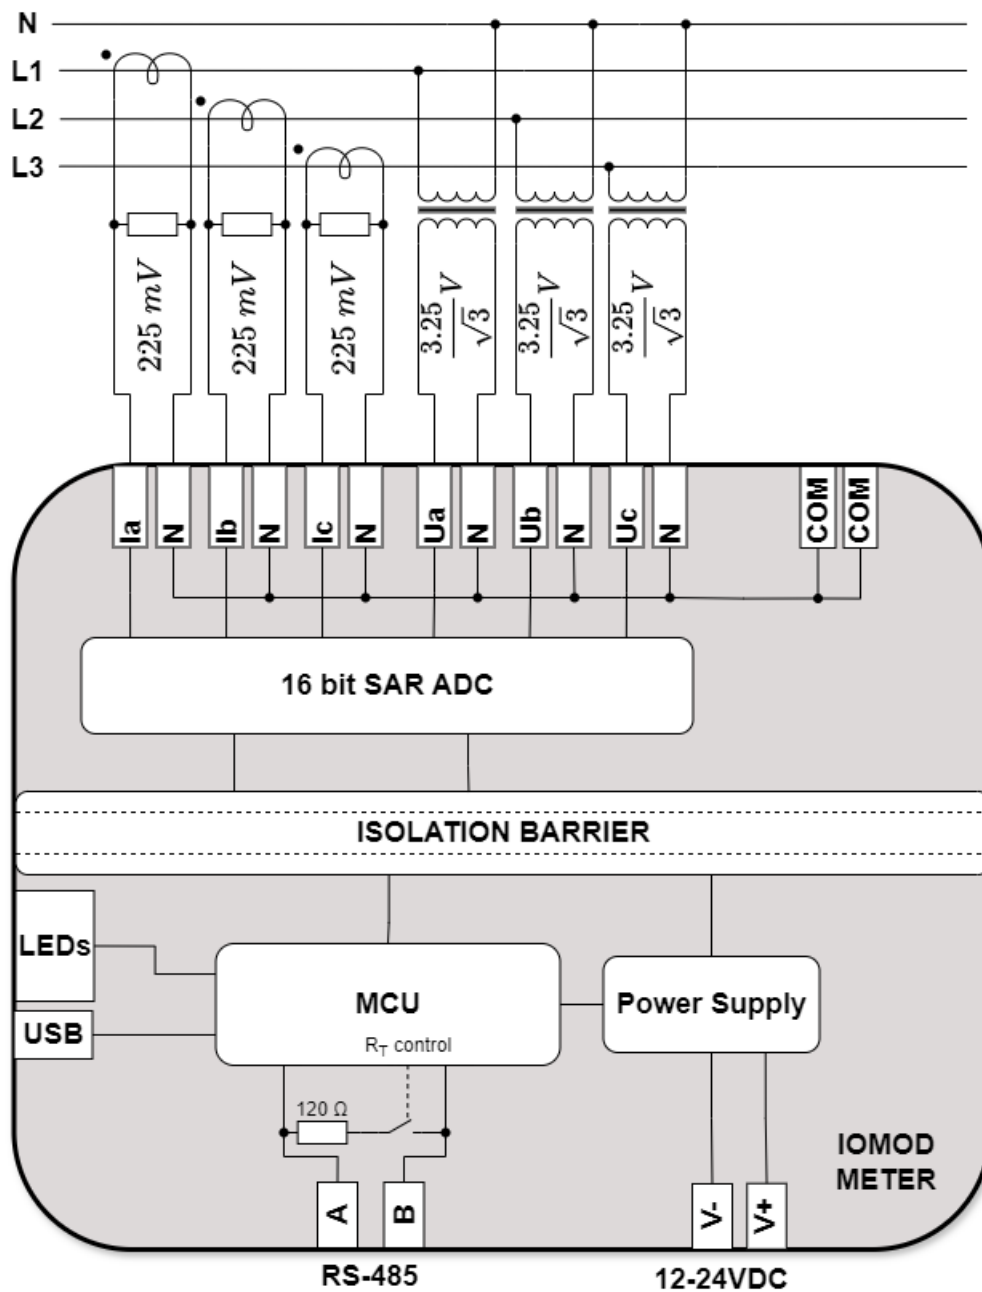 N
L1
L2
L3
225 mV
225 mV
225 mV
3.25/√3 V
3.25/√3 V
3.25/√3 V
Ia
N
Ib
N
Ic
N
Ua
N
Ub
N
Uc
N
COM
COM
16 bit SAR ADC
ISOLATION BARRIER
LEDs
USB
MCU
R_T control
Power Supply
120 Ω
A
B
V-
V+
IOMOD
METER
RS-485
12-24VDC